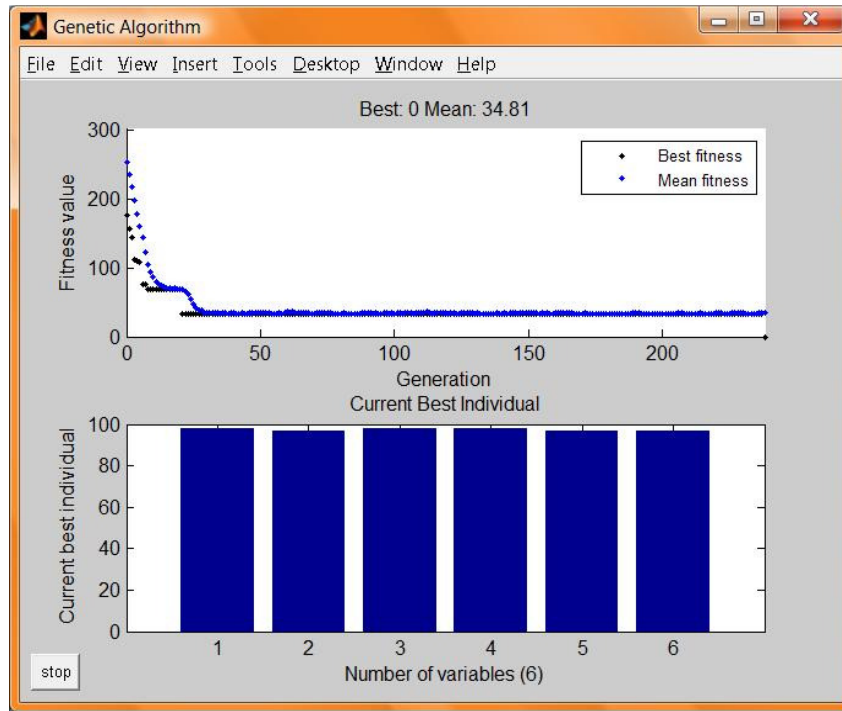 Genetic Algorithm
File Edit View Insert Tools Desktop Window Help
Best: 0 Mean: 34.81
300
200
100
0
Fitness value
Best fitness
Mean fitness
0 50 100 150 200
Generation
Current Best Individual
100
80
60
40
20
0
Current best individual
1 2 3 4 5 6
Number of variables (6)
stop